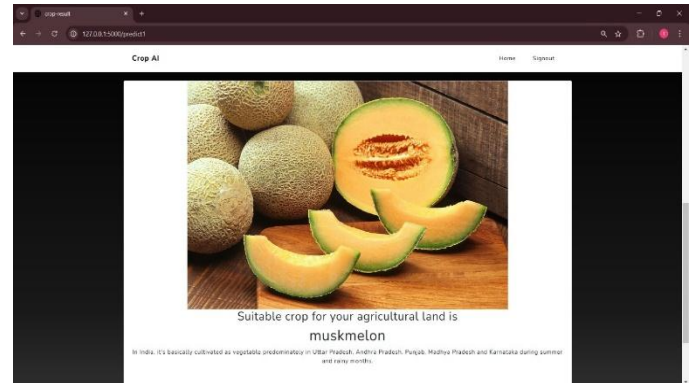 crop-result
127.0.0.1:5000/predict1
Crop AI
Home
Signout
Suitable crop for your agricultural land is
muskmelon
In India, it's basically cultivated as vegetable predominately in Uttar Pradesh, Andhra Pradesh, Punjab, Madhya Pradesh and Karnataka during summer
and rainy months.